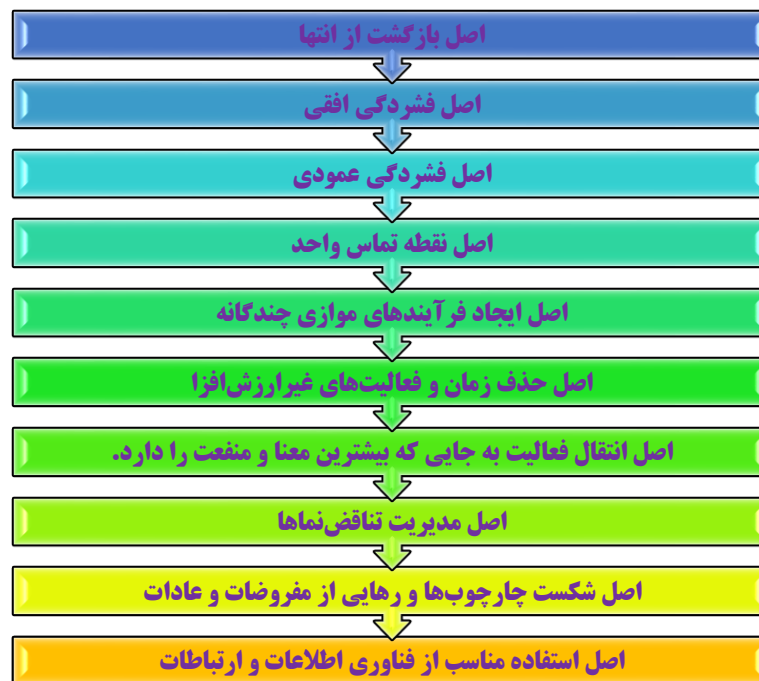 اصل بازگشت از انتها
اصل فشردگی افقی
اصل فشردگی عمودی
اصل نقطه تماس واحد
اصل ایجاد فرآیندهای موازی چندگانه
اصل حذف زمان و فعالیت‌های غیرارزش‌افزا
اصل انتقال فعالیت به جایی که بیشترین معنا و منفعت را دارد.
اصل مدیریت تناقض‌نماها
اصل شکست چارچوب‌ها و رهایی از مفروضات و عادات
اصل استفاده مناسب از فناوری اطلاعات و ارتباطات